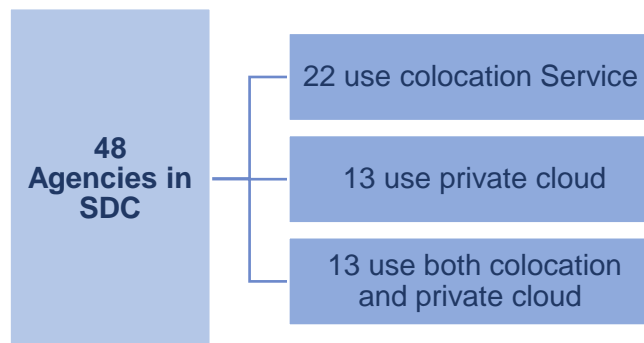 48
Agencies in
SDC
22 use colocation Service
13 use private cloud
13 use both colocation
and private cloud